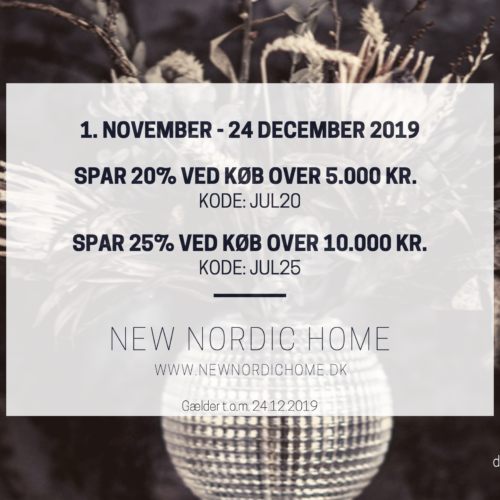 1. NOVEMBER - 24 DECEMBER 2019
SPAR 20% VED KØB OVER 5.000 KR.
KODE: JUL20
SPAR 25% VED KØB OVER 10.000 KR.
KODE: JUL25
NEW NORDIC HOME
WWW.NEWNORDICHOME.DK
Gælder t.o.m. 24.12.2019
d